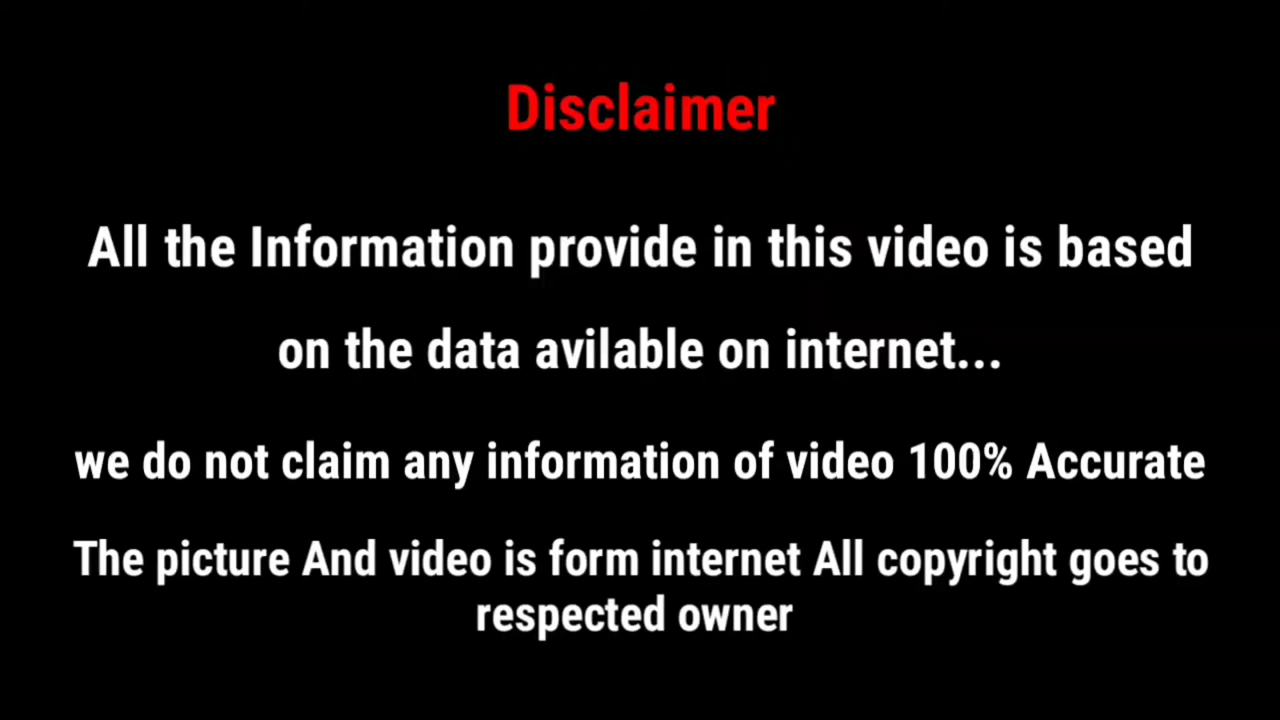 Disclaimer
All the Information provide in this video is based
on the data avilable on internet...
we do not claim any information of video 100% Accurate
The picture And video is form internet All copyright goes to
respected owner